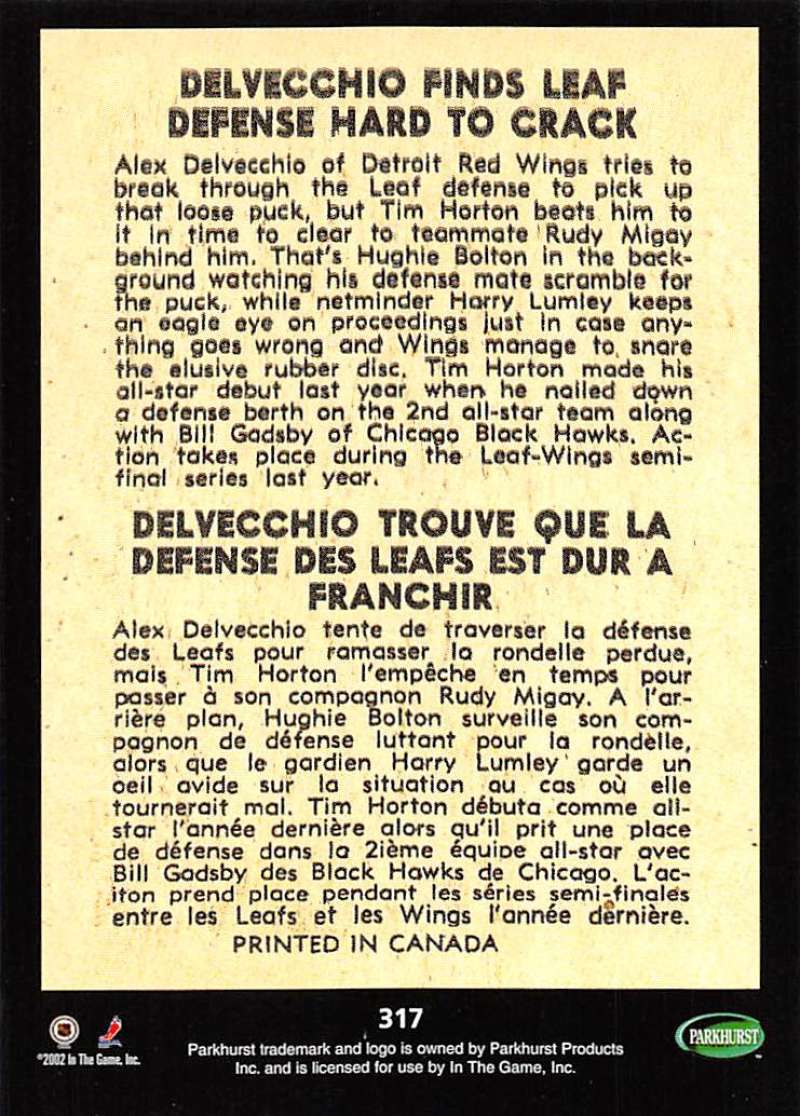 DELVECCHIO FINDS LEAF
DEFENSE HARD TO CRACK
Alex Delvecchio of Detroit Red Wings tries to
break through the Leaf defense to pick up
that loose puck, but Tim Horton beats him to
it in time to clear to teammate Rudy Migay
behind him. That's Hughie Bolton in the back-
ground watching his defense mate scramble for
the puck, while netminder Harry Lumley keeps
an eagle eye on proceedings just in case any-
thing goes wrong and Wings manage to snare
the elusive rubber disc. Tim Horton made his
all-star debut last year when he nailed down
a defense berth on the 2nd all-star team along
with Bill Gadsby of Chicago Black Hawks. Ac-
tion takes place during the Leaf-Wings semi-
final series last year.
DELVECCHIO TROUVE QUE LA
DEFENSE DES LEAFS EST DUR A
FRANCHIR
Alex Delvecchio tente de traverser la défense
des Leafs pour ramasser la rondelle perdue,
mais Tim Horton l'empêche en temps pour
passer à son compagnon Rudy Migay. A l'ar-
rière plan, Hughie Bolton surveille son com-
pagnon de défense luttant pour la rondelle,
alors que le gardien Harry Lumley garde un
oeil avide sur la situation au cas où elle
tournerait mal. Tim Horton débuta comme all-
star l'année dernière alors qu'il prit une place
de défense dans la 2ième équipe all-star avec
Bill Gadsby des Black Hawks de Chicago. L'ac-
iton prend place pendant les séries semi-finales
entre les Leafs et les Wings l'année dernière.
PRINTED IN CANADA
317
Parkhurst trademark and logo is owned by Parkhurst Products
Inc. and is licensed for use by In The Game, Inc.
©2002 In The Game, Inc.
PARKHURST